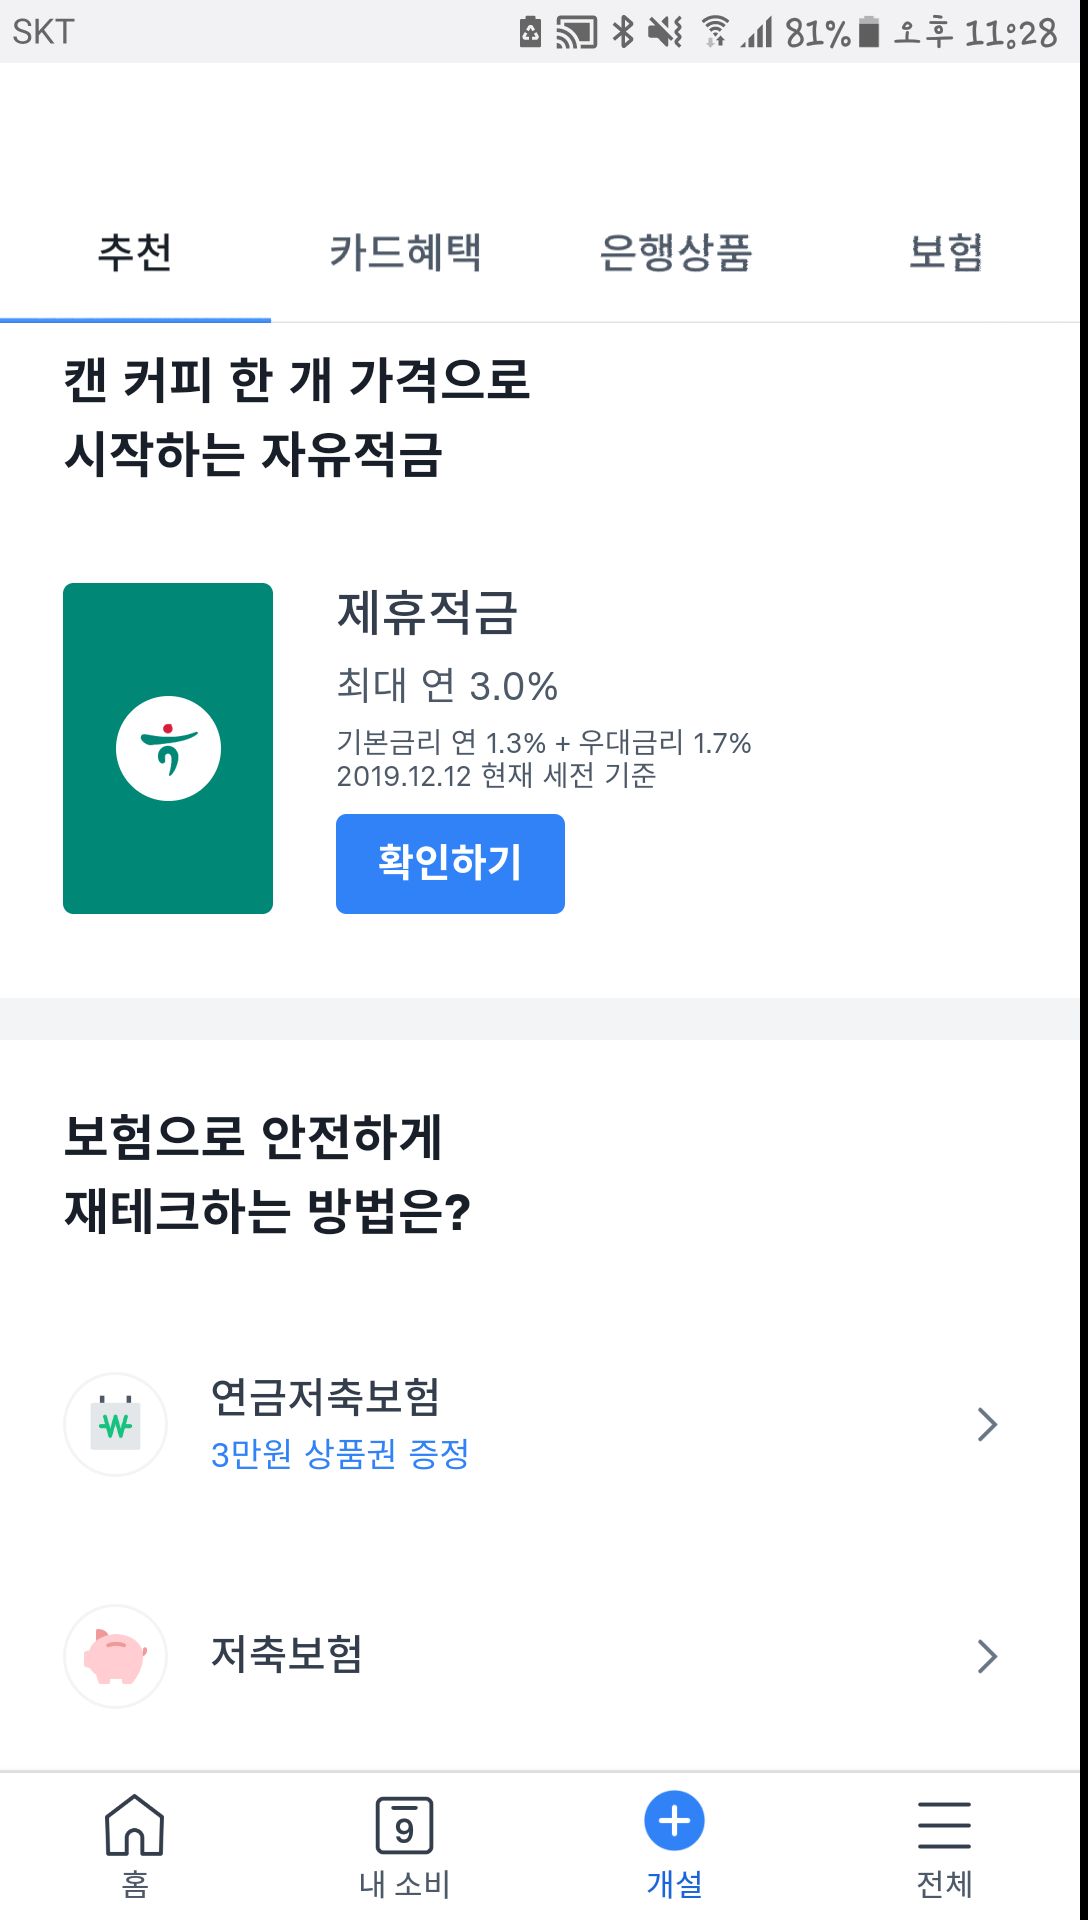 SKT 81% 오후 11:28
추천 카드혜택 은행상품 보험
캔 커피 한 개 가격으로
시작하는 자유적금
제휴적금
최대 연 3.0%
기본금리 연 1.3% + 우대금리 1.7%
2019.12.12 현재 세전 기준
확인하기
보험으로 안전하게
재테크하는 방법은?
연금저축보험
3만원 상품권 증정
저축보험
9
홈 내 소비 개설 전체